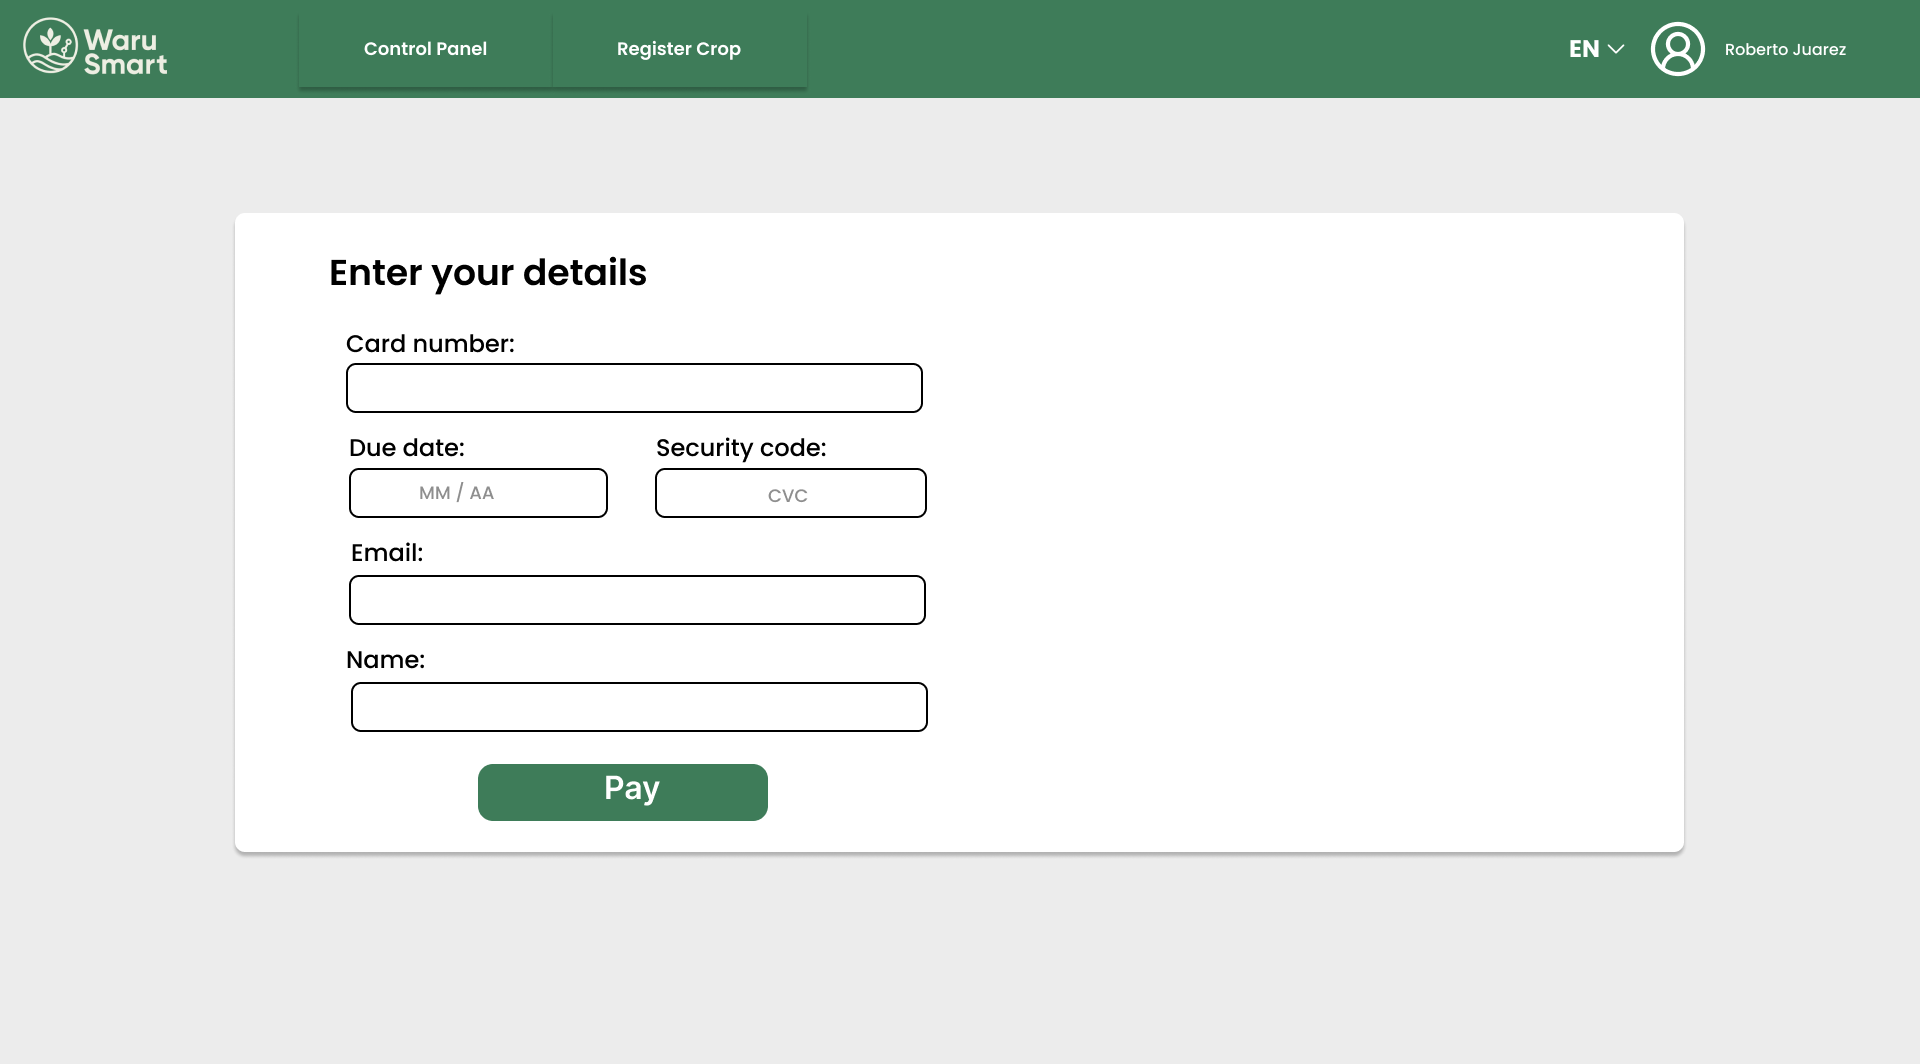 Waru
Smart
Control Panel
Register Crop
EN
Roberto Juarez
Enter your details
Card number:
Due date:
Security code:
MM / AA
CVC
Email:
Name:
Pay